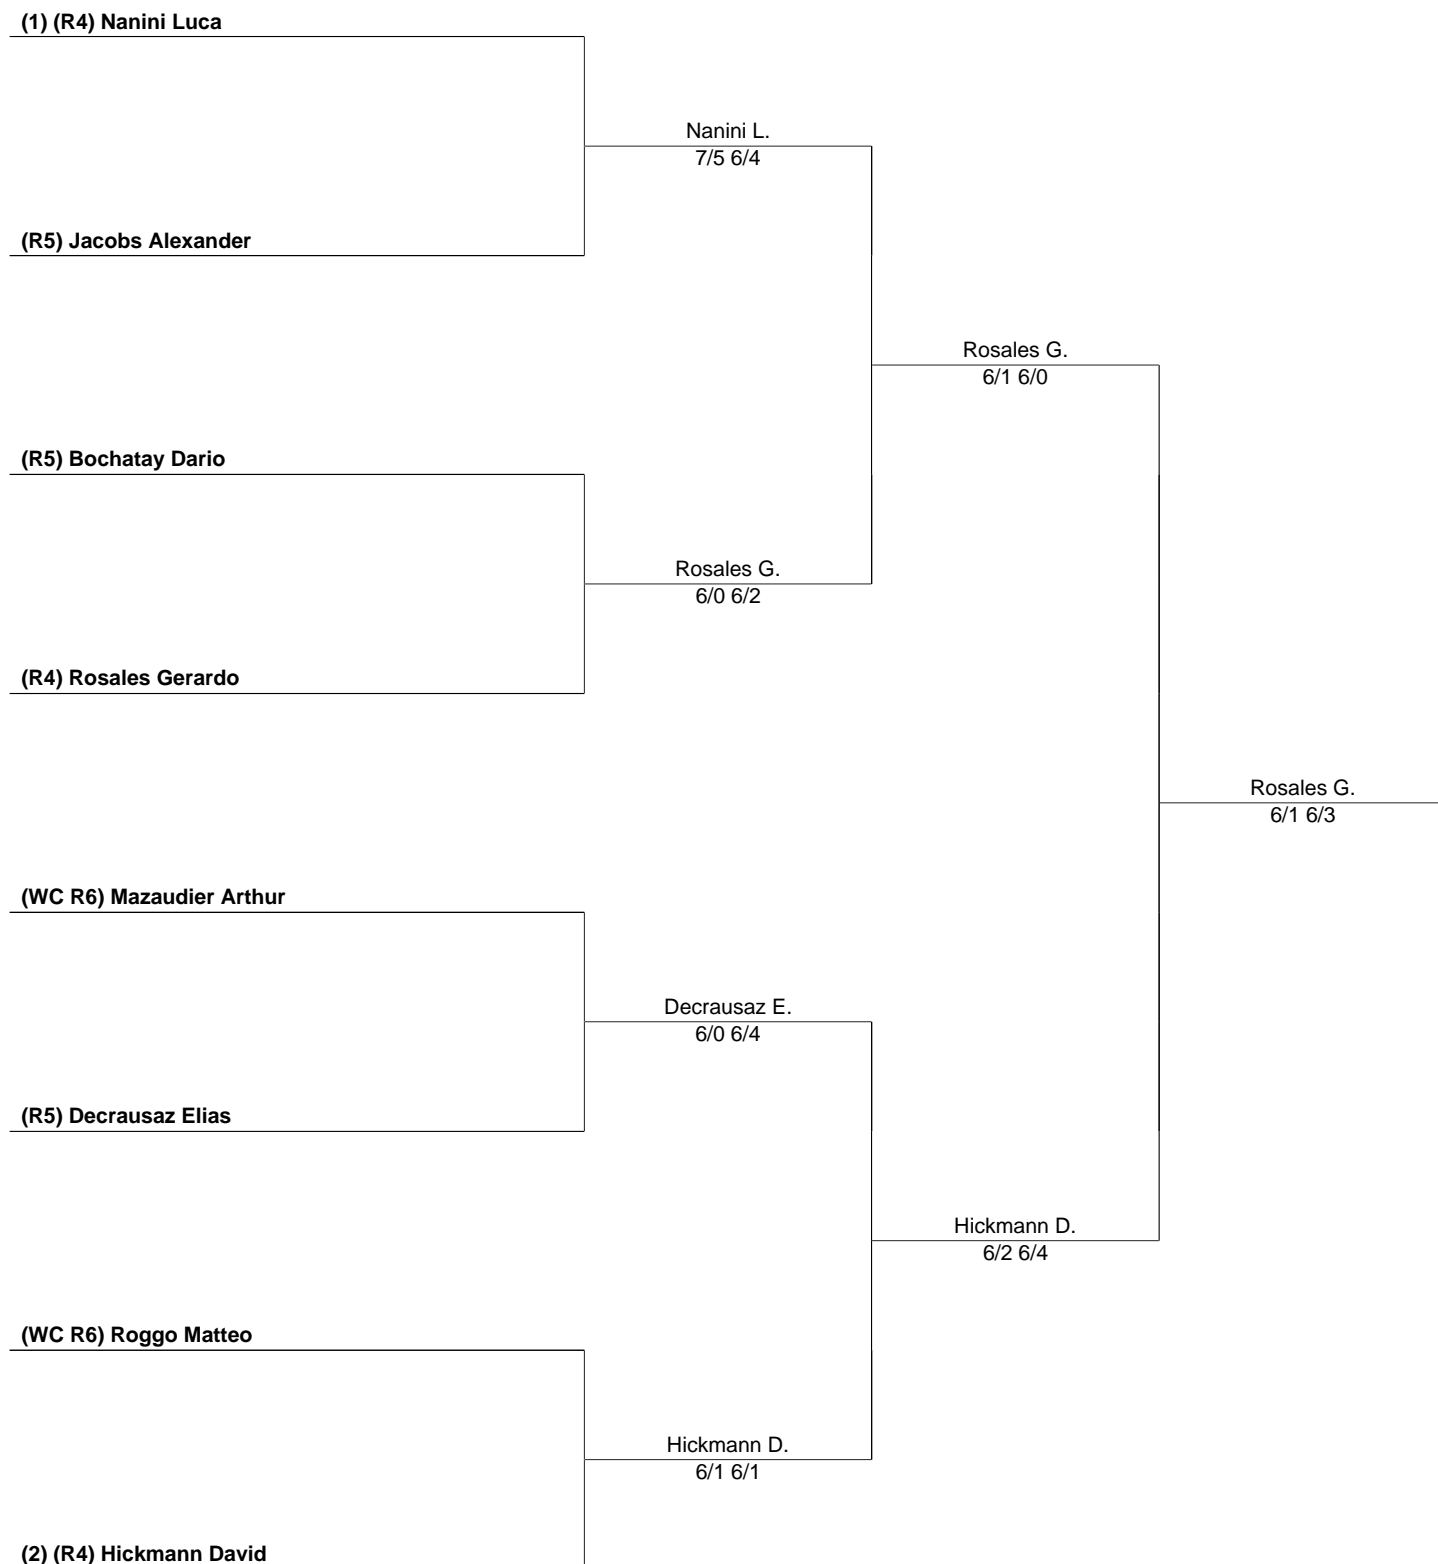 (1) (R4) Nanini Luca
Nanini L.
7/5 6/4
(R5) Jacobs Alexander
Rosales G.
6/1 6/0
(R5) Bochatay Dario
Rosales G.
6/0 6/2
(R4) Rosales Gerardo
Rosales G.
6/1 6/3
(WC R6) Mazaudier Arthur
Decrausaz E.
6/0 6/4
(R5) Decrausaz Elias
Hickmann D.
6/2 6/4
(WC R6) Roggo Matteo
Hickmann D.
6/1 6/1
(2) (R4) Hickmann David